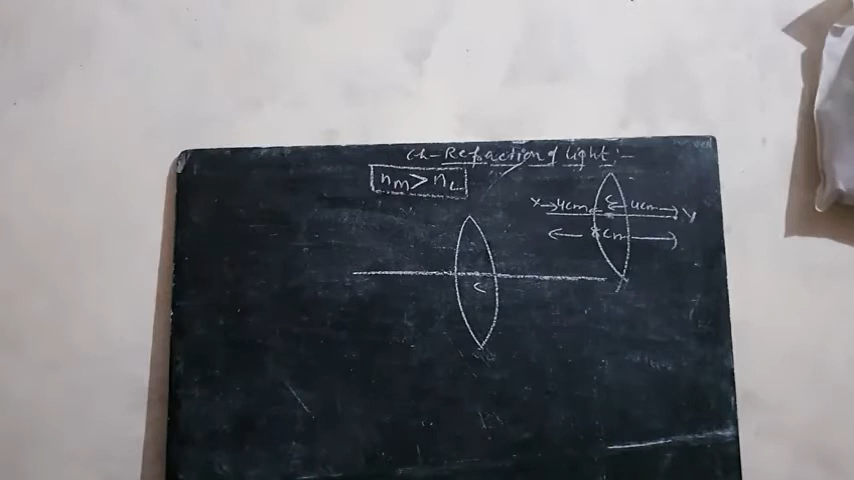 Ch- Refraction of light :-
nm > nL
X → 4cm C 4cm → Y
← 8cm →
C